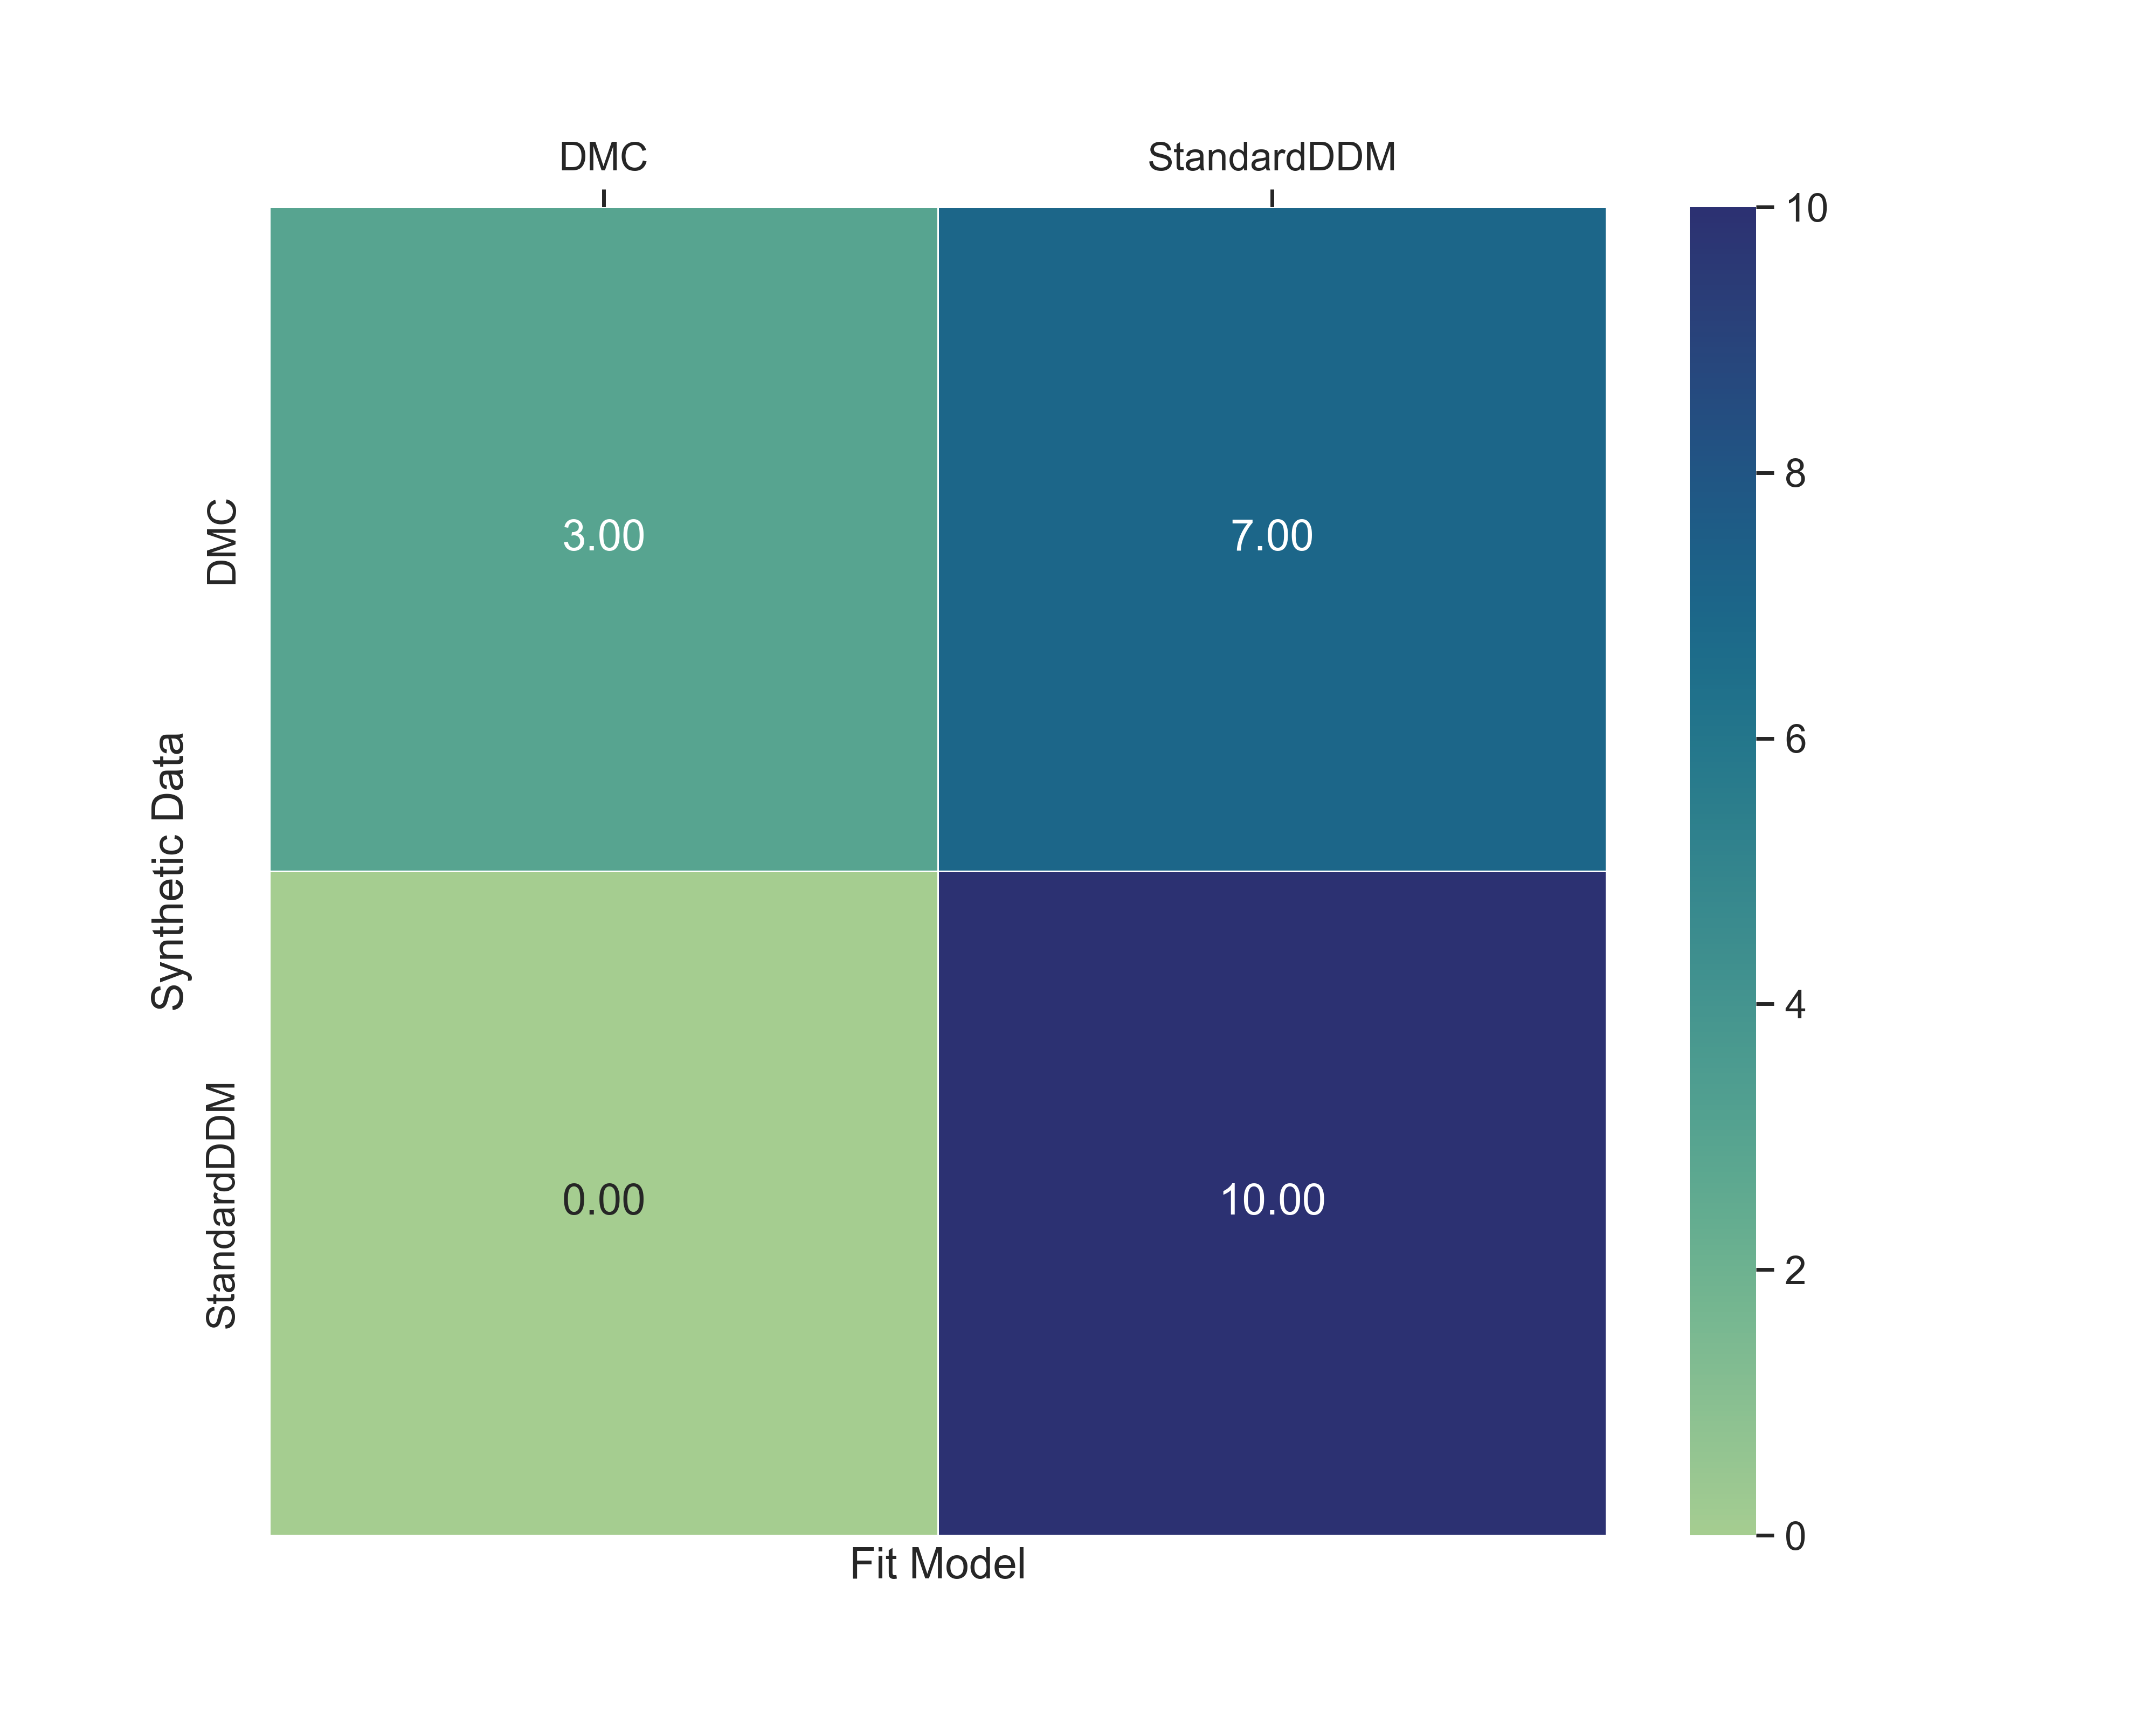 DMC
StandardDDM
10
8
6
4
2
0
Synthetic Data
DMC
StandardDDM
3.00
7.00
0.00
10.00
Fit Model